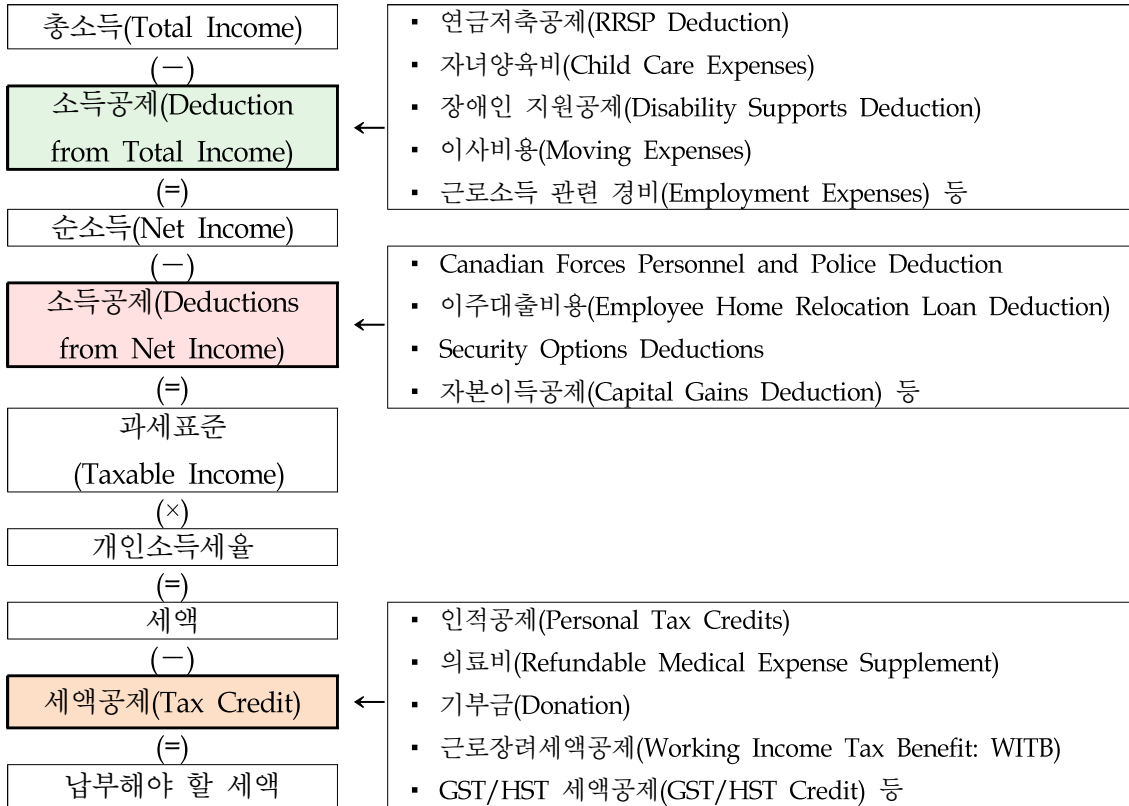 총소득(Total Income)
(－)
소득공제(Deduction
from Total Income)
(=)
순소득(Net Income)
(－)
소득공제(Deductions
from Net Income)
(=)
과세표준
(Taxable Income)
(×)
개인소득세율
(=)
세액
(－)
세액공제(Tax Credit)
(=)
납부해야 할 세액
←
▪ 연금저축공제(RRSP Deduction)
▪ 자녀양육비(Child Care Expenses)
▪ 장애인 지원공제(Disability Supports Deduction)
▪ 이사비용(Moving Expenses)
▪ 근로소득 관련 경비(Employment Expenses) 등
←
▪ Canadian Forces Personnel and Police Deduction
▪ 이주대출비용(Employee Home Relocation Loan Deduction)
▪ Security Options Deductions
▪ 자본이득공제(Capital Gains Deduction) 등
←
▪ 인적공제(Personal Tax Credits)
▪ 의료비(Refundable Medical Expense Supplement)
▪ 기부금(Donation)
▪ 근로장려세액공제(Working Income Tax Benefit: WITB)
▪ GST/HST 세액공제(GST/HST Credit) 등